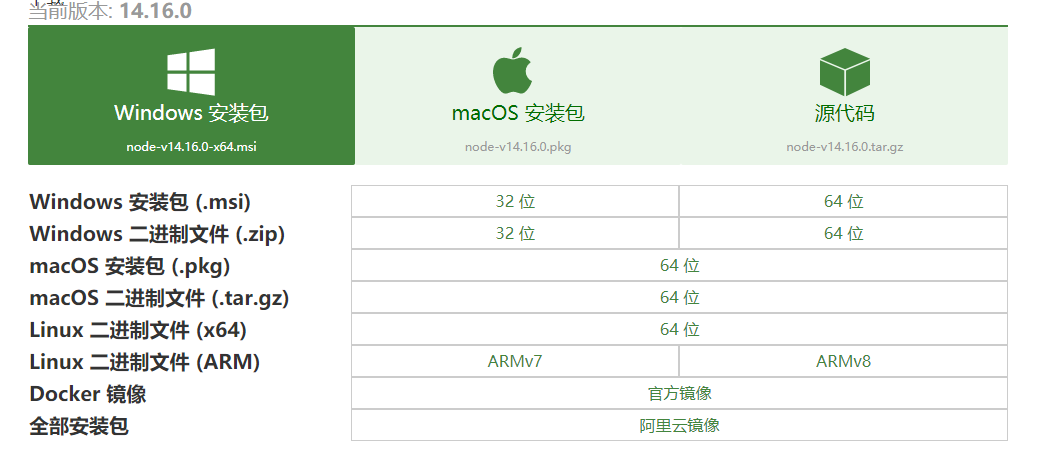 当前版本: 14.16.0
Windows 安装包
node-v14.16.0-x64.msi
macOS 安装包
node-v14.16.0.pkg
源代码
node-v14.16.0.tar.gz
Windows 安装包 (.msi) 32 位 64 位
Windows 二进制文件 (.zip) 32 位 64 位
macOS 安装包 (.pkg) 64 位
macOS 二进制文件 (.tar.gz) 64 位
Linux 二进制文件 (x64) 64 位
Linux 二进制文件 (ARM) ARMv7 ARMv8
Docker 镜像 官方镜像
全部安装包 阿里云镜像